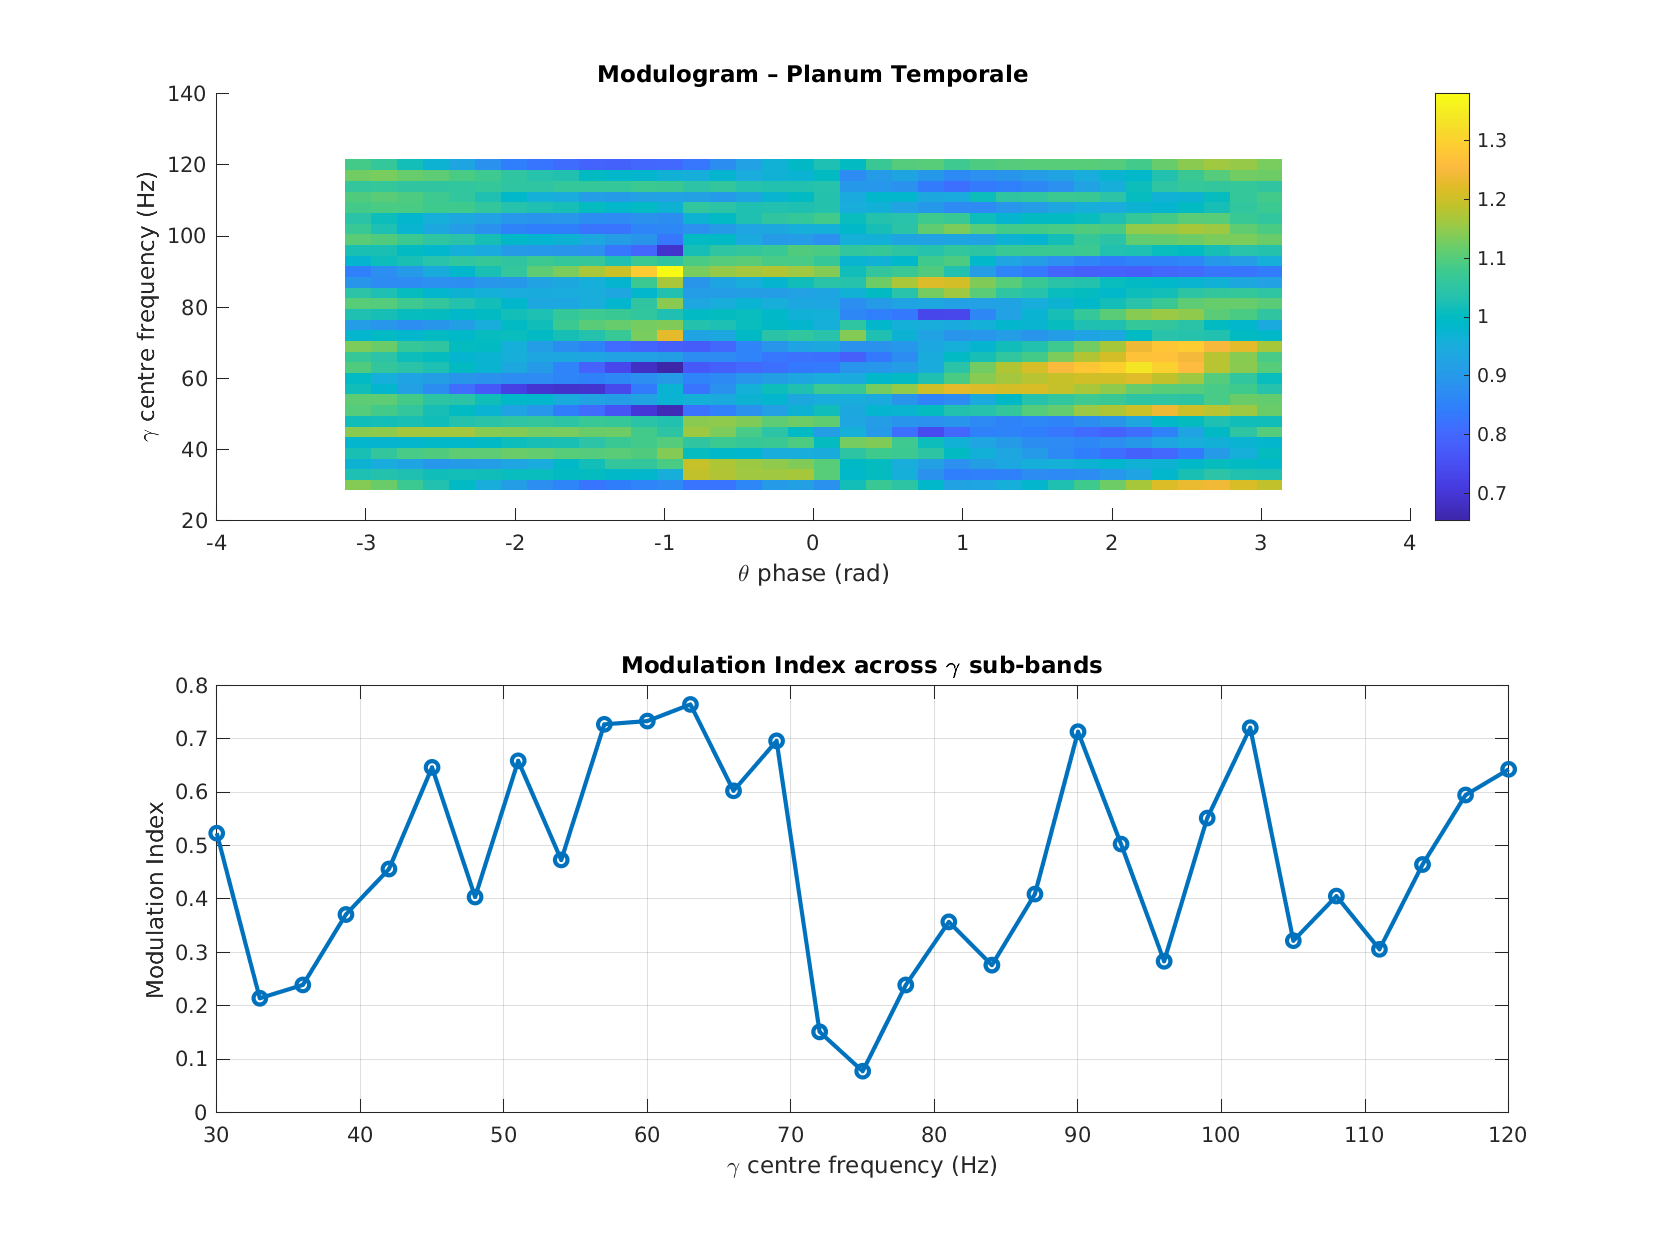 Modulogram – Planum Temporale
γ centre frequency (Hz)
140
120
100
80
60
40
20
-4 -3 -2 -1 0 1 2 3 4
θ phase (rad)
1.3
1.2
1.1
1
0.9
0.8
0.7
Modulation Index across γ sub-bands
Modulation Index
0.8
0.7
0.6
0.5
0.4
0.3
0.2
0.1
0
30 40 50 60 70 80 90 100 110 120
γ centre frequency (Hz)